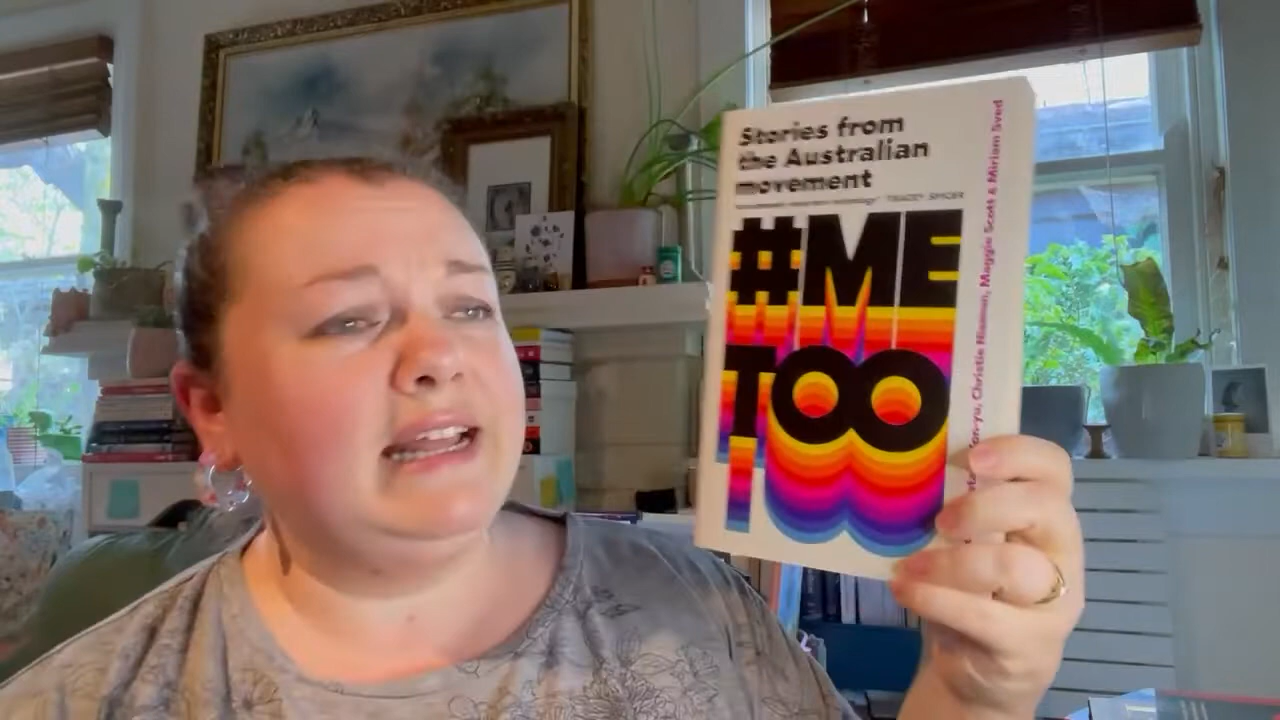 Stories from
the Australian
movement
TRACEY SPICER
#ME
TOO
Christie Nieman, Maggie Scott & Miriam Sved